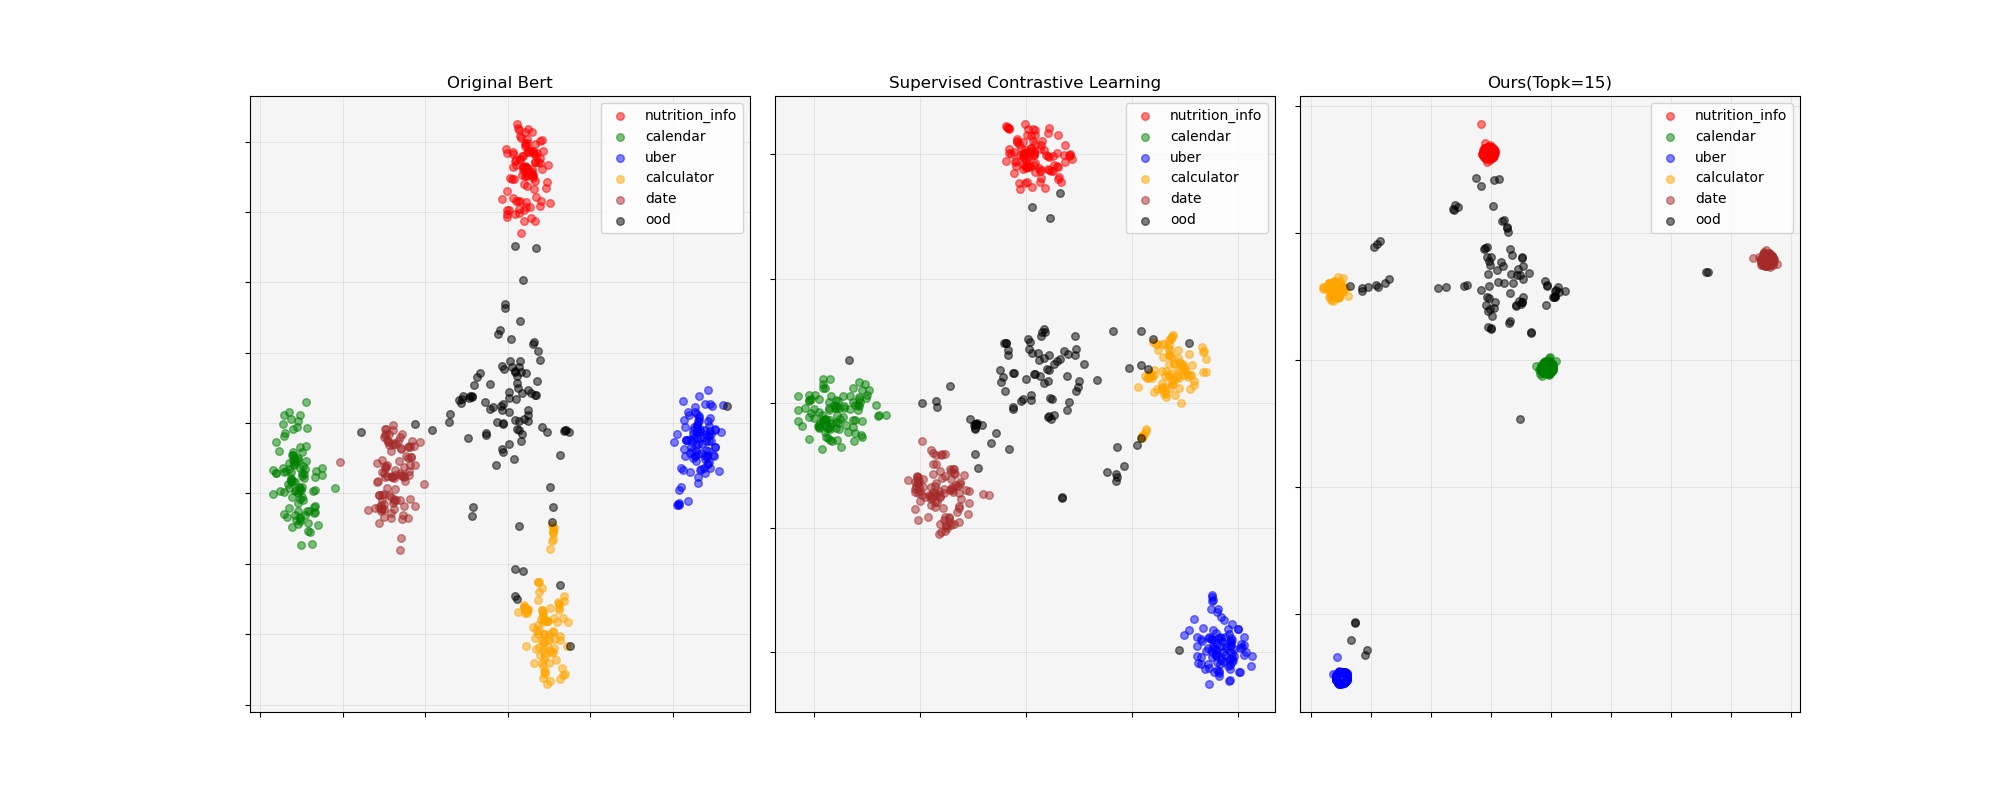 Original Bert
nutrition_info
calendar
uber
calculator
date
ood
Supervised Contrastive Learning
nutrition_info
calendar
uber
calculator
date
ood
Ours(Topk=15)
nutrition_info
calendar
uber
calculator
date
ood